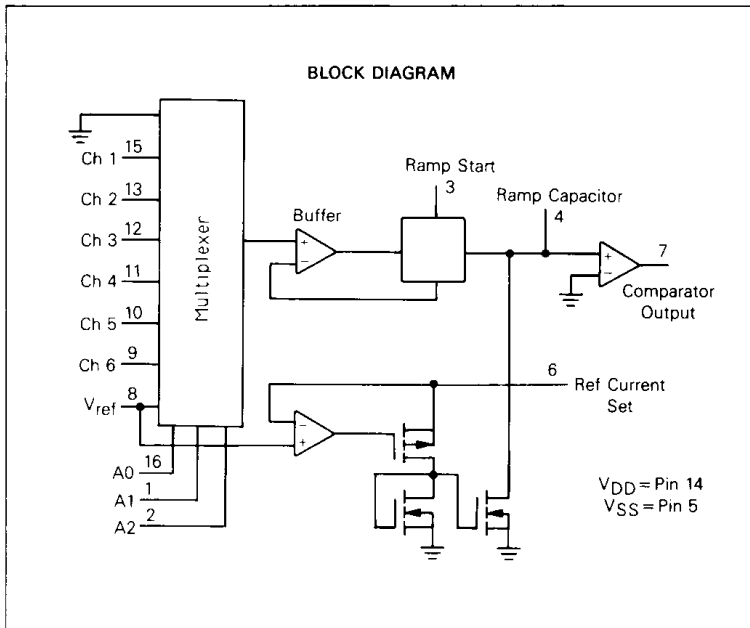 BLOCK DIAGRAM
Ch 1 15
Ch 2 13
Ch 3 12
Ch 4 11
Ch 5 10
Ch 6 9
Vref 8
A0 16
A1 1
A2 2
Multiplexer
Buffer
+
−
Ramp Start
3
Ramp Capacitor
4
+
−
7
Comparator
Output
−
+
6
Ref Current
Set
VDD = Pin 14
VSS = Pin 5